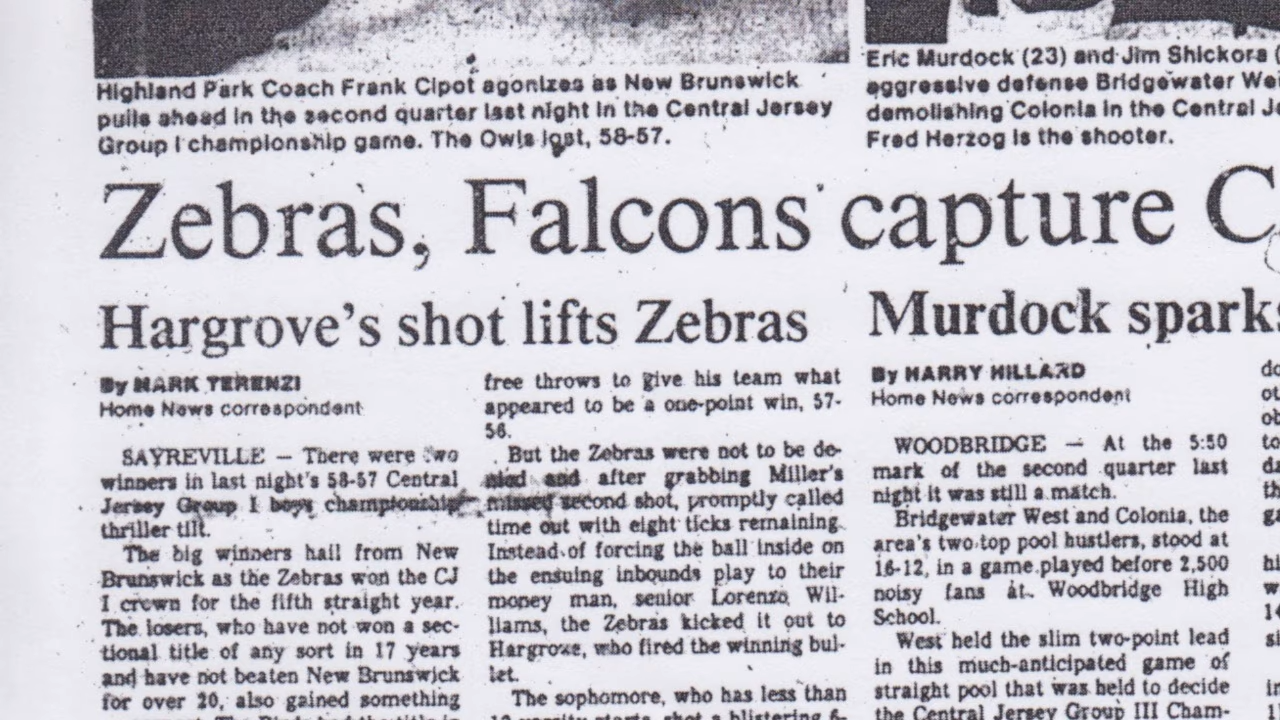 Highland Park Coach Frank Cipot agonizes as New Brunswick
pulls ahead in the second quarter last night in the Central Jersey
Group I championship game. The Owls lost, 58-57.
Eric Murdock (23) and Jim Shickora (
aggressive defense Bridgewater We
demolishing Colonia in the Central Je
Fred Herzog is the shooter.
Zebras, Falcons capture C
Hargrove's shot lifts Zebras
By MARK TERENZI
Home News correspondent
SAYREVILLE — There were two
winners in last night's 58-57 Central
Jersey Group I boys championship
thriller tilt.
The big winners hail from New
Brunswick as the Zebras won the CJ
I crown for the fifth straight year.
The losers, who have not won a sec-
tional title of any sort in 17 years
and have not beaten New Brunswick
for over 20, also gained something
free throws to give his team what
appeared to be a one-point win, 57-
56.
But the Zebras were not to be de-
nied and after grabbing Miller's
missed second shot, promptly called
time out with eight ticks remaining.
Instead of forcing the ball inside on
the ensuing inbounds play to their
money man, senior Lorenzo Wil-
liams, the Zebras kicked it out to
Hargrove, who fired the winning bul-
let.
The sophomore, who has less than
Murdock sparks
By HARRY HILLARD
Home News correspondent
WOODBRIDGE — At the 5:50
mark of the second quarter last
night it was still a match.
Bridgewater West and Colonia, the
area's two top pool hustlers, stood at
16-12, in a game played before 2,500
noisy fans at Woodbridge High
School.
West held the slim two-point lead
in this much-anticipated game of
straight pool that was held to decide
the Central Jersey Group III Cham-